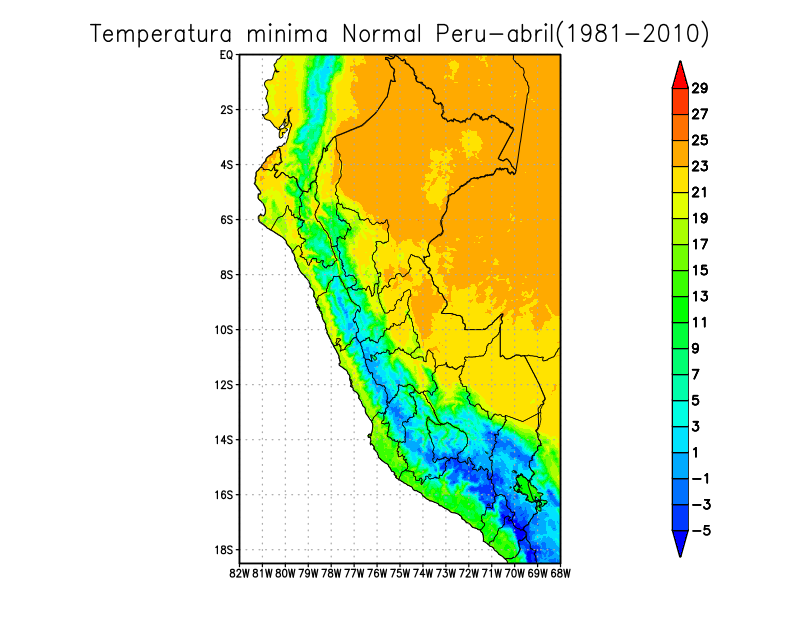 Temperatura minima Normal Peru-abril(1981-2010)
EQ
2S
4S
6S
8S
10S
12S
14S
16S
18S
82W 81W 80W 79W 78W 77W 76W 75W 74W 73W 72W 71W 70W 69W 68W
29
27
25
23
21
19
17
15
13
11
9
7
5
3
1
-1
-3
-5